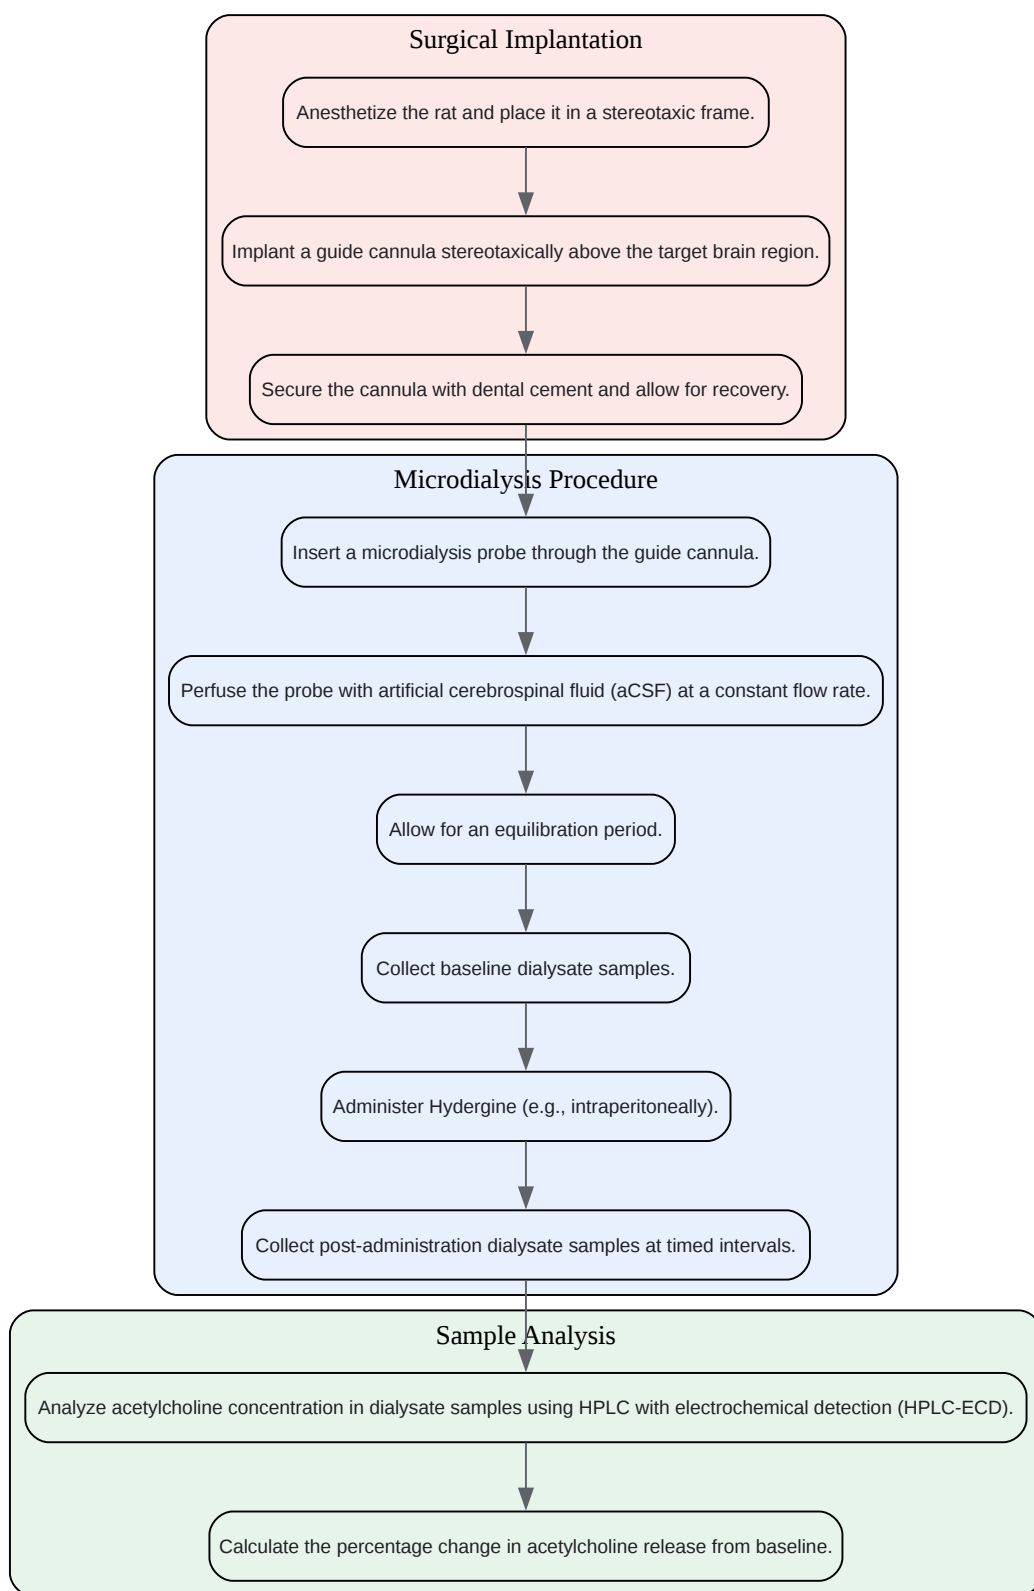 Surgical Implantation
Anesthetize the rat and place it in a stereotaxic frame.
Implant a guide cannula stereotaxically above the target brain region.
Secure the cannula with dental cement and allow for recovery.
Microdialysis Procedure
Insert a microdialysis probe through the guide cannula.
Perfuse the probe with artificial cerebrospinal fluid (aCSF) at a constant flow rate.
Allow for an equilibration period.
Collect baseline dialysate samples.
Administer Hydergine (e.g., intraperitoneally).
Collect post-administration dialysate samples at timed intervals.
Sample Analysis
Analyze acetylcholine concentration in dialysate samples using HPLC with electrochemical detection (HPLC-ECD).
Calculate the percentage change in acetylcholine release from baseline.